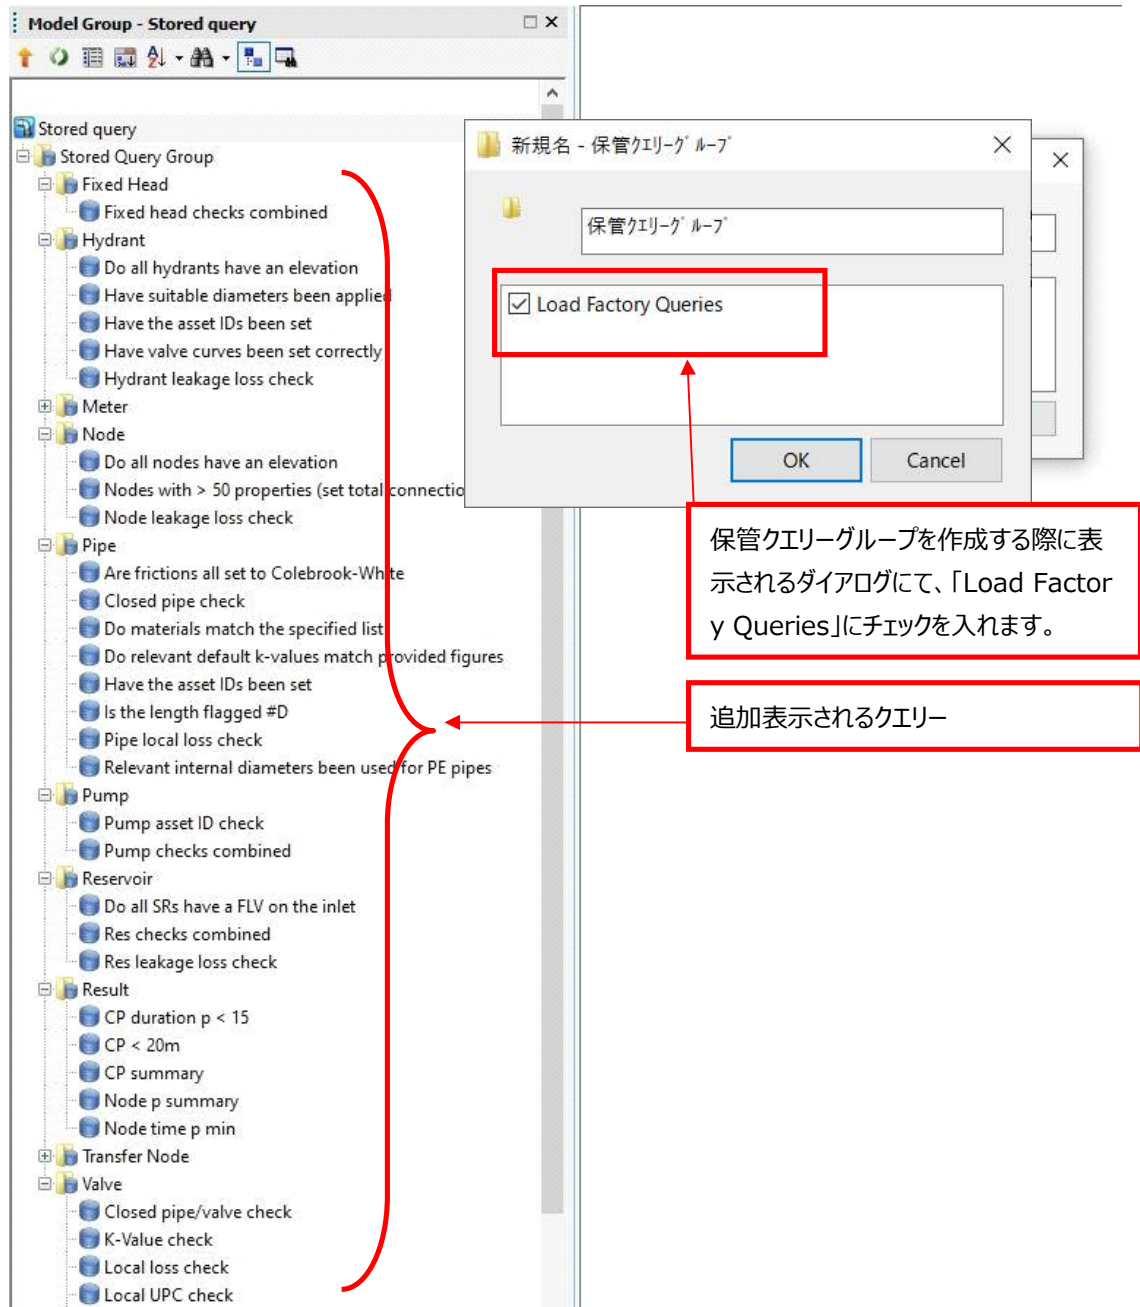 Model Group - Stored query
Stored query
Stored Query Group
Fixed Head
Fixed head checks combined
Hydrant
Do all hydrants have an elevation
Have suitable diameters been applied
Have the asset IDs been set
Have valve curves been set correctly
Hydrant leakage loss check
Meter
Node
Do all nodes have an elevation
Nodes with > 50 properties (set total connectio
Node leakage loss check
Pipe
Are frictions all set to Colebrook-White
Closed pipe check
Do materials match the specified list
Do relevant default k-values match provided figures
Have the asset IDs been set
Is the length flagged #D
Pipe local loss check
Relevant internal diameters been used for PE pipes
Pump
Pump asset ID check
Pump checks combined
Reservoir
Do all SRs have a FLV on the inlet
Res checks combined
Res leakage loss check
Result
CP duration p < 15
CP < 20m
CP summary
Node p summary
Node time p min
Transfer Node
Valve
Closed pipe/valve check
K-Value check
Local loss check
Local UPC check
新規名 - 保管ｸｴﾘｰｸﾞﾙｰﾌﾟ
保管ｸｴﾘｰｸﾞﾙｰﾌﾟ
Load Factory Queries
OK
Cancel
保管クエリーグループを作成する際に表
示されるダイアログにて、「Load Factor
y Queries」にチェックを入れます。
追加表示されるクエリー